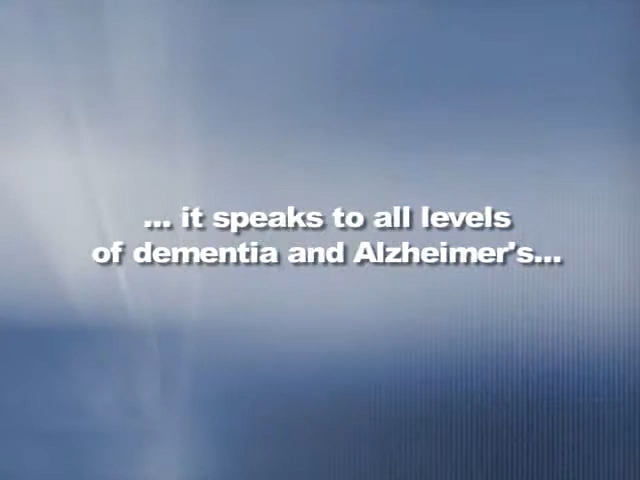 ... it speaks to all levels
of dementia and Alzheimer's...